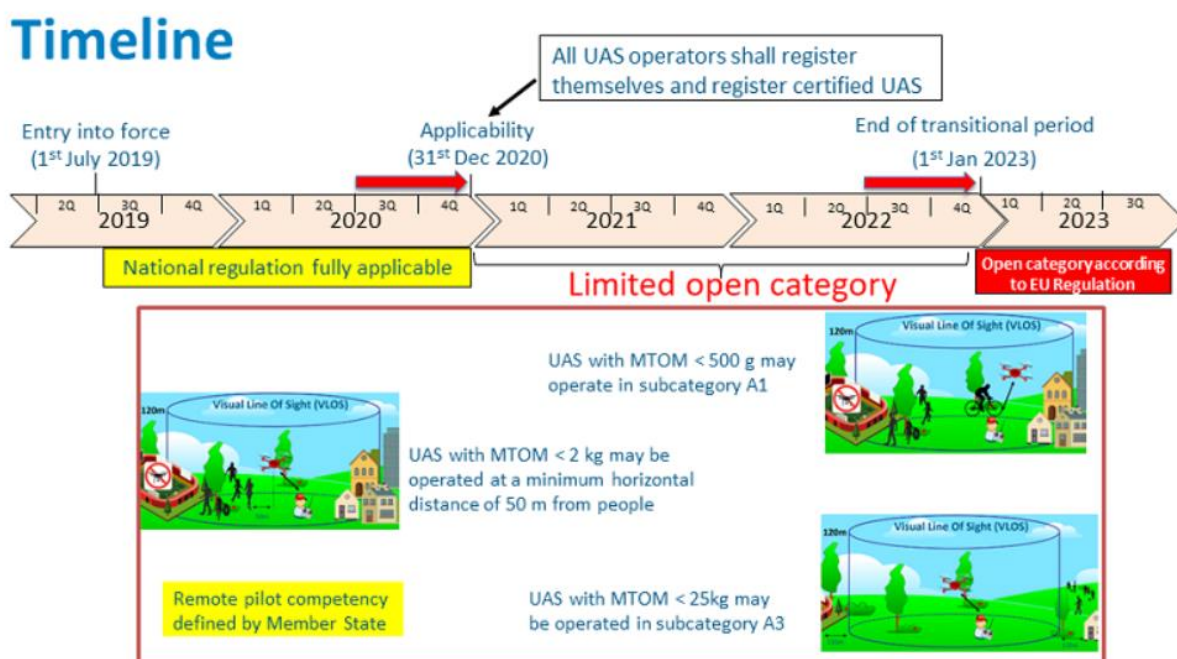 Timeline
All UAS operators shall register
themselves and register certified UAS
Entry into force
(1st July 2019)
Applicability
(31st Dec 2020)
End of transitional period
(1st Jan 2023)
2Q 3Q 4Q 1Q 2Q 3Q 4Q 1Q 2Q 3Q 4Q 1Q 2Q 3Q 4Q 1Q 2Q 3Q
2019 2020 2021 2022 2023
National regulation fully applicable
Limited open category
Open category according
to EU Regulation
Visual Line Of Sight (VLOS)
120m
UAS with MTOM < 500 g may
operate in subcategory A1
Visual Line Of Sight (VLOS)
120m
UAS with MTOM < 2 kg may be
operated at a minimum horizontal
distance of 50 m from people
Visual Line Of Sight (VLOS)
120m
Remote pilot competency
defined by Member State
UAS with MTOM < 25kg may
be operated in subcategory A3